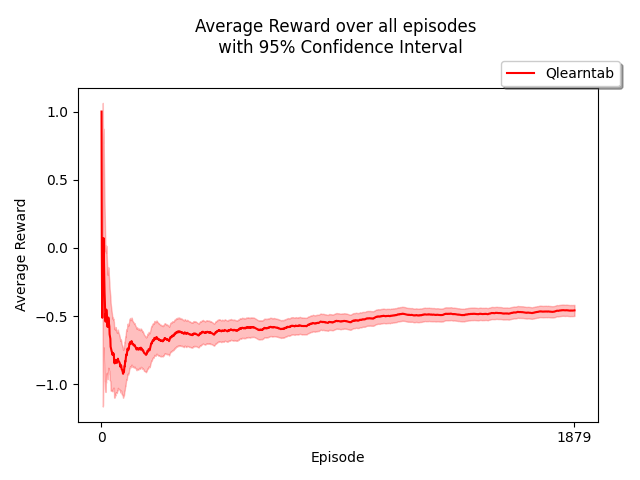 Average Reward over all episodes
with 95% Confidence Interval
Qlearntab
1.0
0.5
0.0
−0.5
−1.0
Average Reward
0
1879
Episode